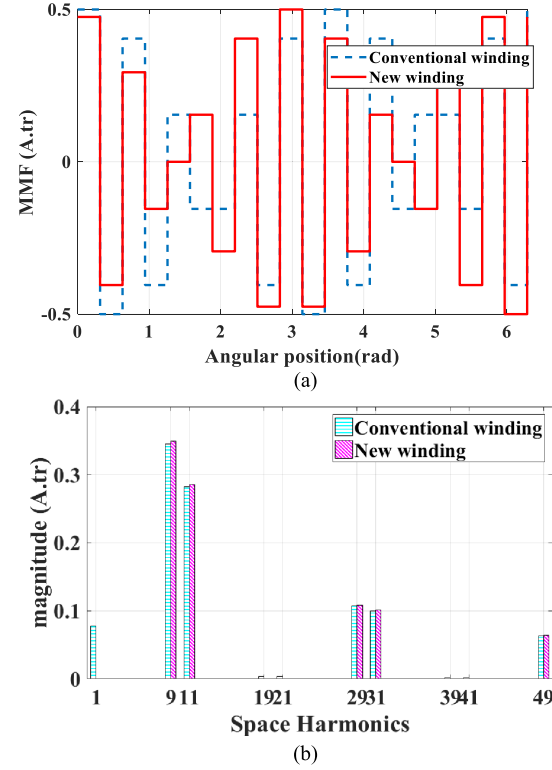 0.5
0
-0.5
MMF (A.tr)
Conventional winding
New winding
0 1 2 3 4 5 6
Angular position(rad)
(a)
0.4
0.3
0.2
0.1
0
magnitude (A.tr)
Conventional winding
New winding
1 9 11 19 21 29 31 39 41 49
Space Harmonics
(b)